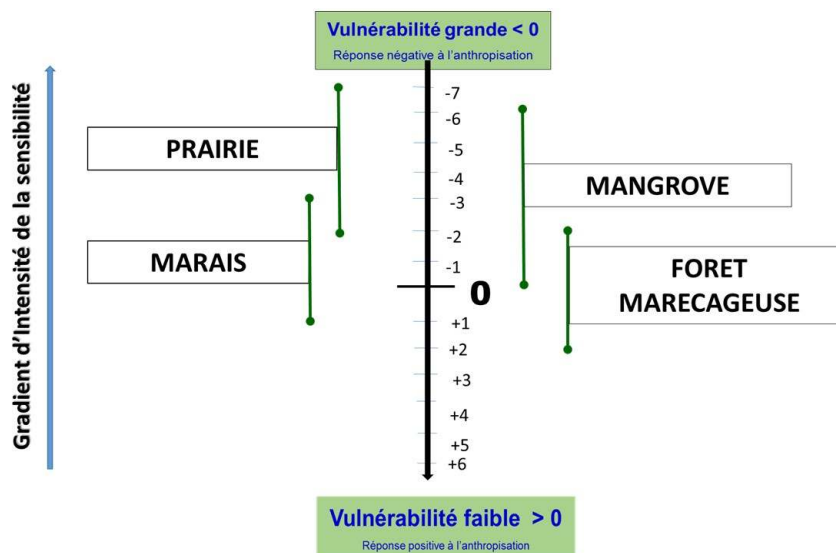 Vulnérabilité grande < 0
Réponse négative à l'anthropisation
Gradient d'Intensité de la sensibilité
-7
-6
-5
-4
-3
-2
-1
0
+1
+2
+3
+4
+5
+6
PRAIRIE
MARAIS
MANGROVE
FORET
MARECAGEUSE
Vulnérabilité faible > 0
Réponse positive à l'anthropisation